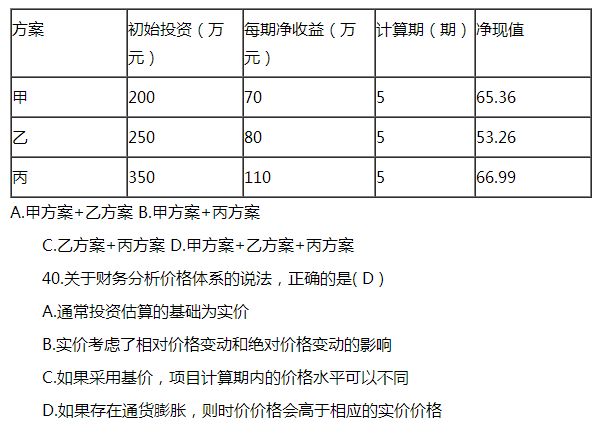 方案 初始投资（万元） 每期净收益（万元） 计算期（期） 净现值
甲 200 70 5 65.36
乙 250 80 5 53.26
丙 350 110 5 66.99
A.甲方案+乙方案 B.甲方案+丙方案
C.乙方案+丙方案 D.甲方案+乙方案+丙方案
40.关于财务分析价格体系的说法，正确的是( D )
A.通常投资估算的基础为实价
B.实价考虑了相对价格变动和绝对价格变动的影响
C.如果采用基价，项目计算期内的价格水平可以不同
D.如果存在通货膨胀，则时价价格会高于相应的实价价格